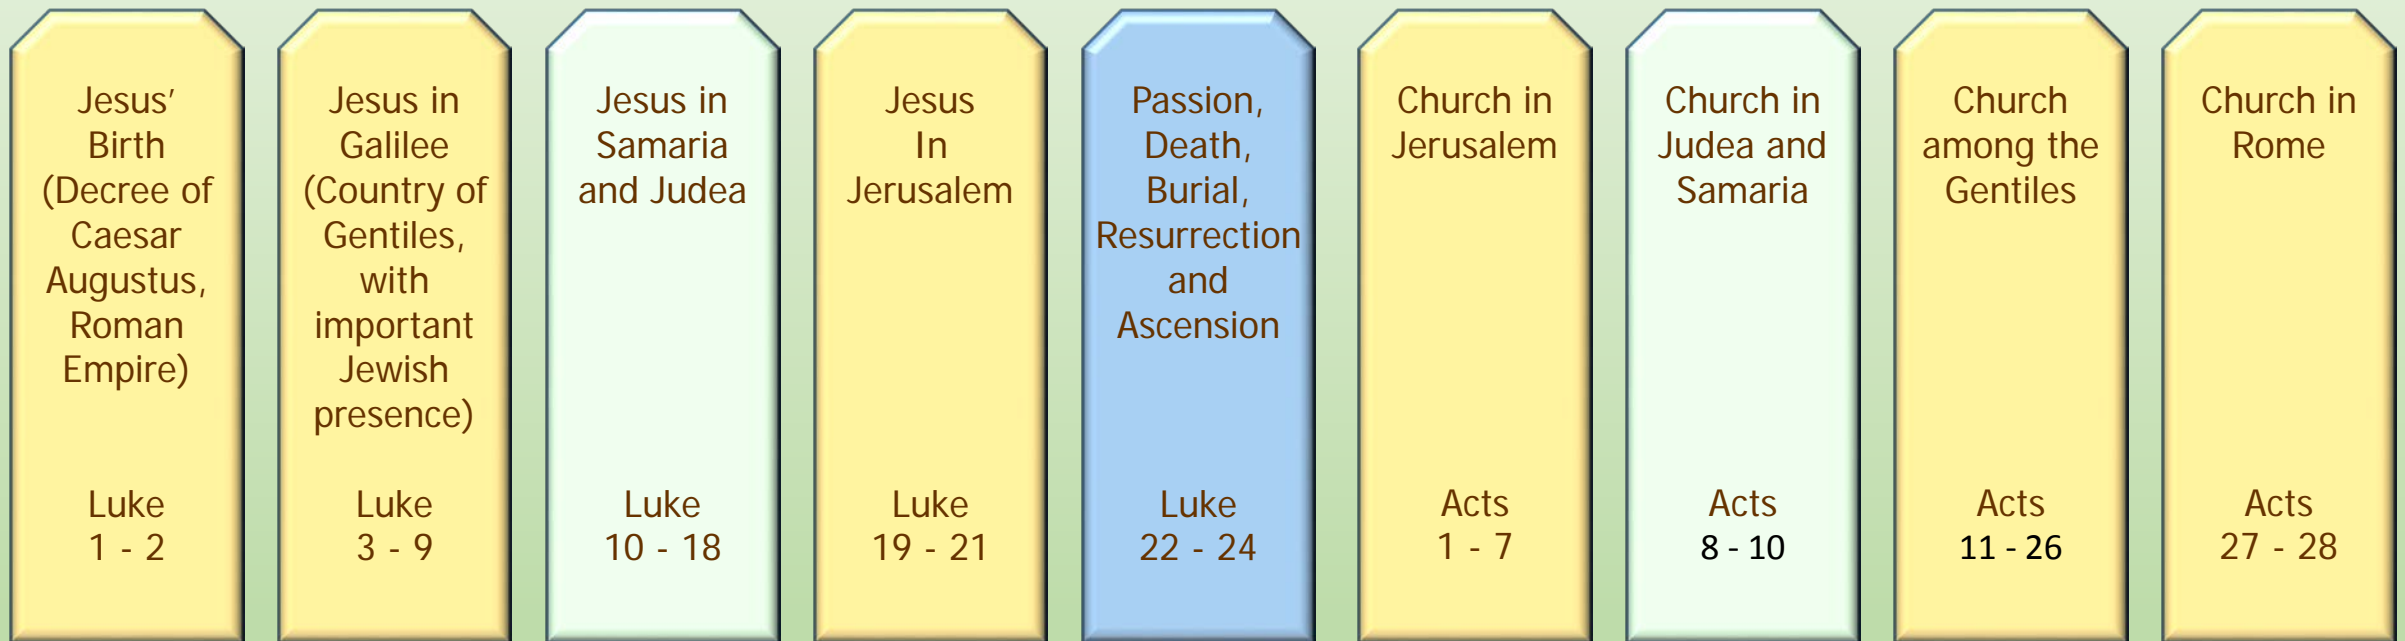 Jesus’
Birth
(Decree of
Caesar
Augustus,
Roman
Empire)
Luke
1 - 2
Jesus in
Galilee
(Country of
Gentiles,
with
important
Jewish
presence)
Luke
3 - 9
Jesus in
Samaria
and Judea
Luke
10 - 18
Jesus
In
Jerusalem
Luke
19 - 21
Passion,
Death,
Burial,
Resurrection
and
Ascension
Luke
22 - 24
Church in
Jerusalem
Acts
1 - 7
Church in
Judea and
Samaria
Acts
8 - 10
Church
among the
Gentiles
Acts
11 - 26
Church in
Rome
Acts
27 - 28